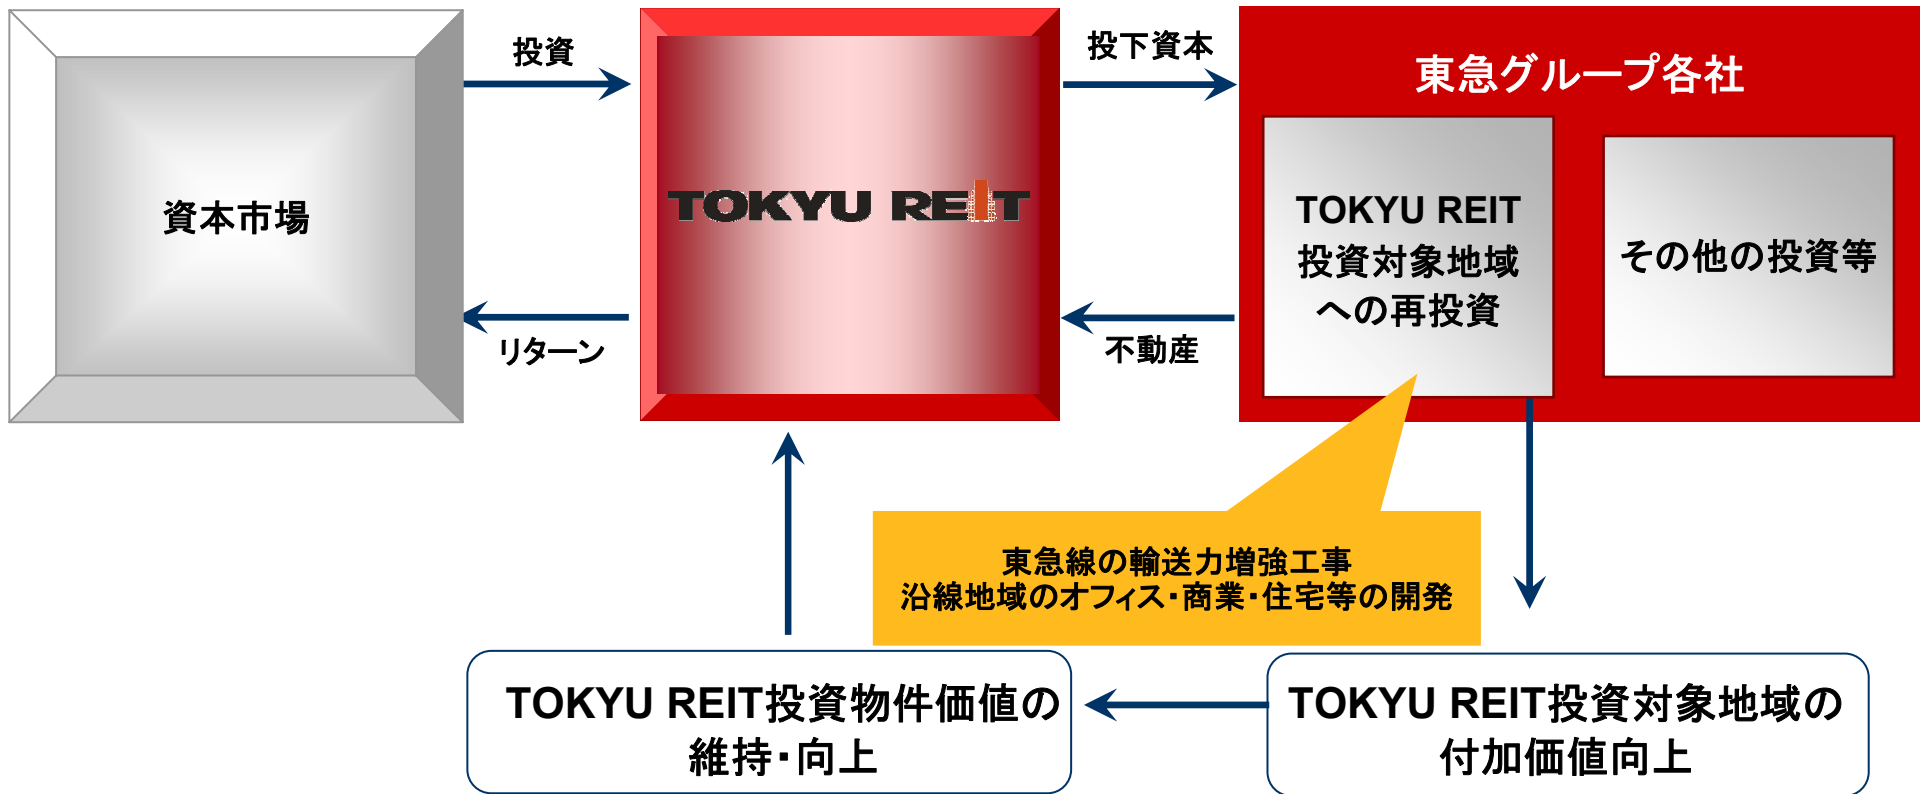 投資
投下資本
東急グループ各社
資本市場
TOKYU REIT
TOKYU REIT
投資対象地域
への再投資
その他の投資等
リターン
不動産
東急線の輸送力増強工事
沿線地域のオフィス・商業・住宅等の開発
TOKYU REIT投資物件価値の
維持・向上
TOKYU REIT投資対象地域の
付加価値向上